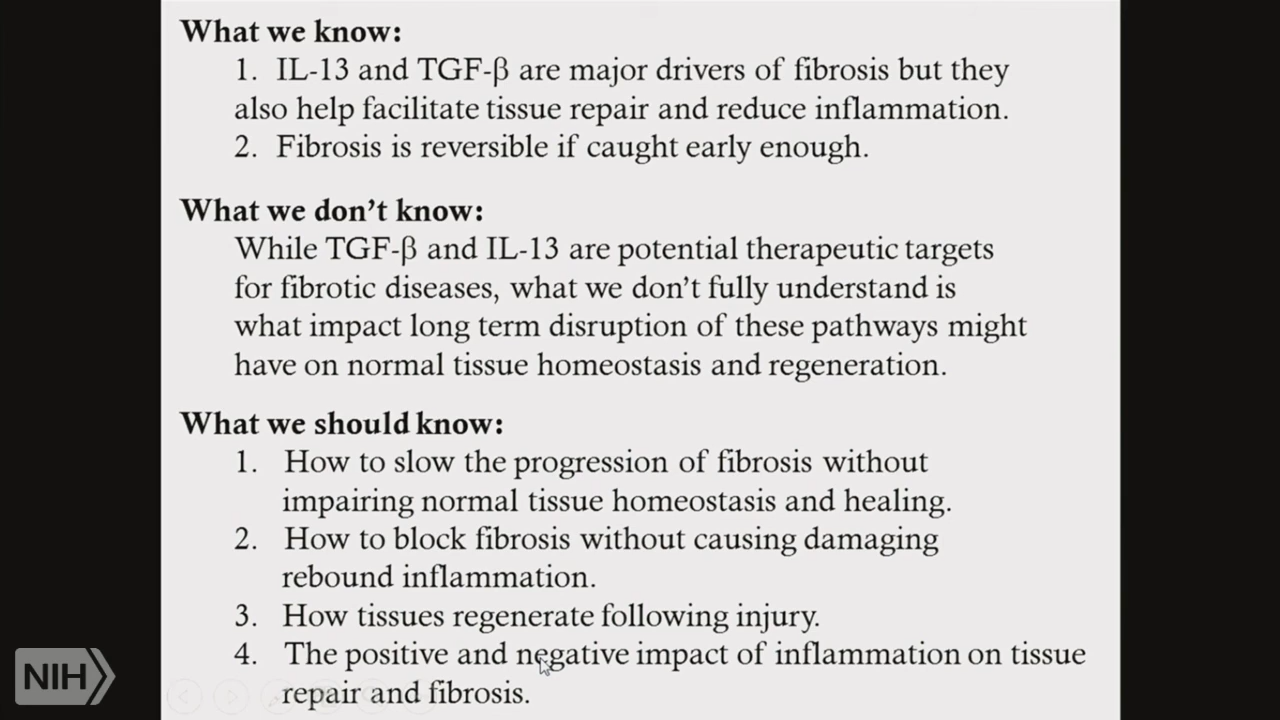 What we know:
1. IL-13 and TGF-β are major drivers of fibrosis but they
also help facilitate tissue repair and reduce inflammation.
2. Fibrosis is reversible if caught early enough.
What we don’t know:
While TGF-β and IL-13 are potential therapeutic targets
for fibrotic diseases, what we don’t fully understand is
what impact long term disruption of these pathways might
have on normal tissue homeostasis and regeneration.
What we should know:
1. How to slow the progression of fibrosis without
impairing normal tissue homeostasis and healing.
2. How to block fibrosis without causing damaging
rebound inflammation.
3. How tissues regenerate following injury.
4. The positive and negative impact of inflammation on tissue
repair and fibrosis.
NIH